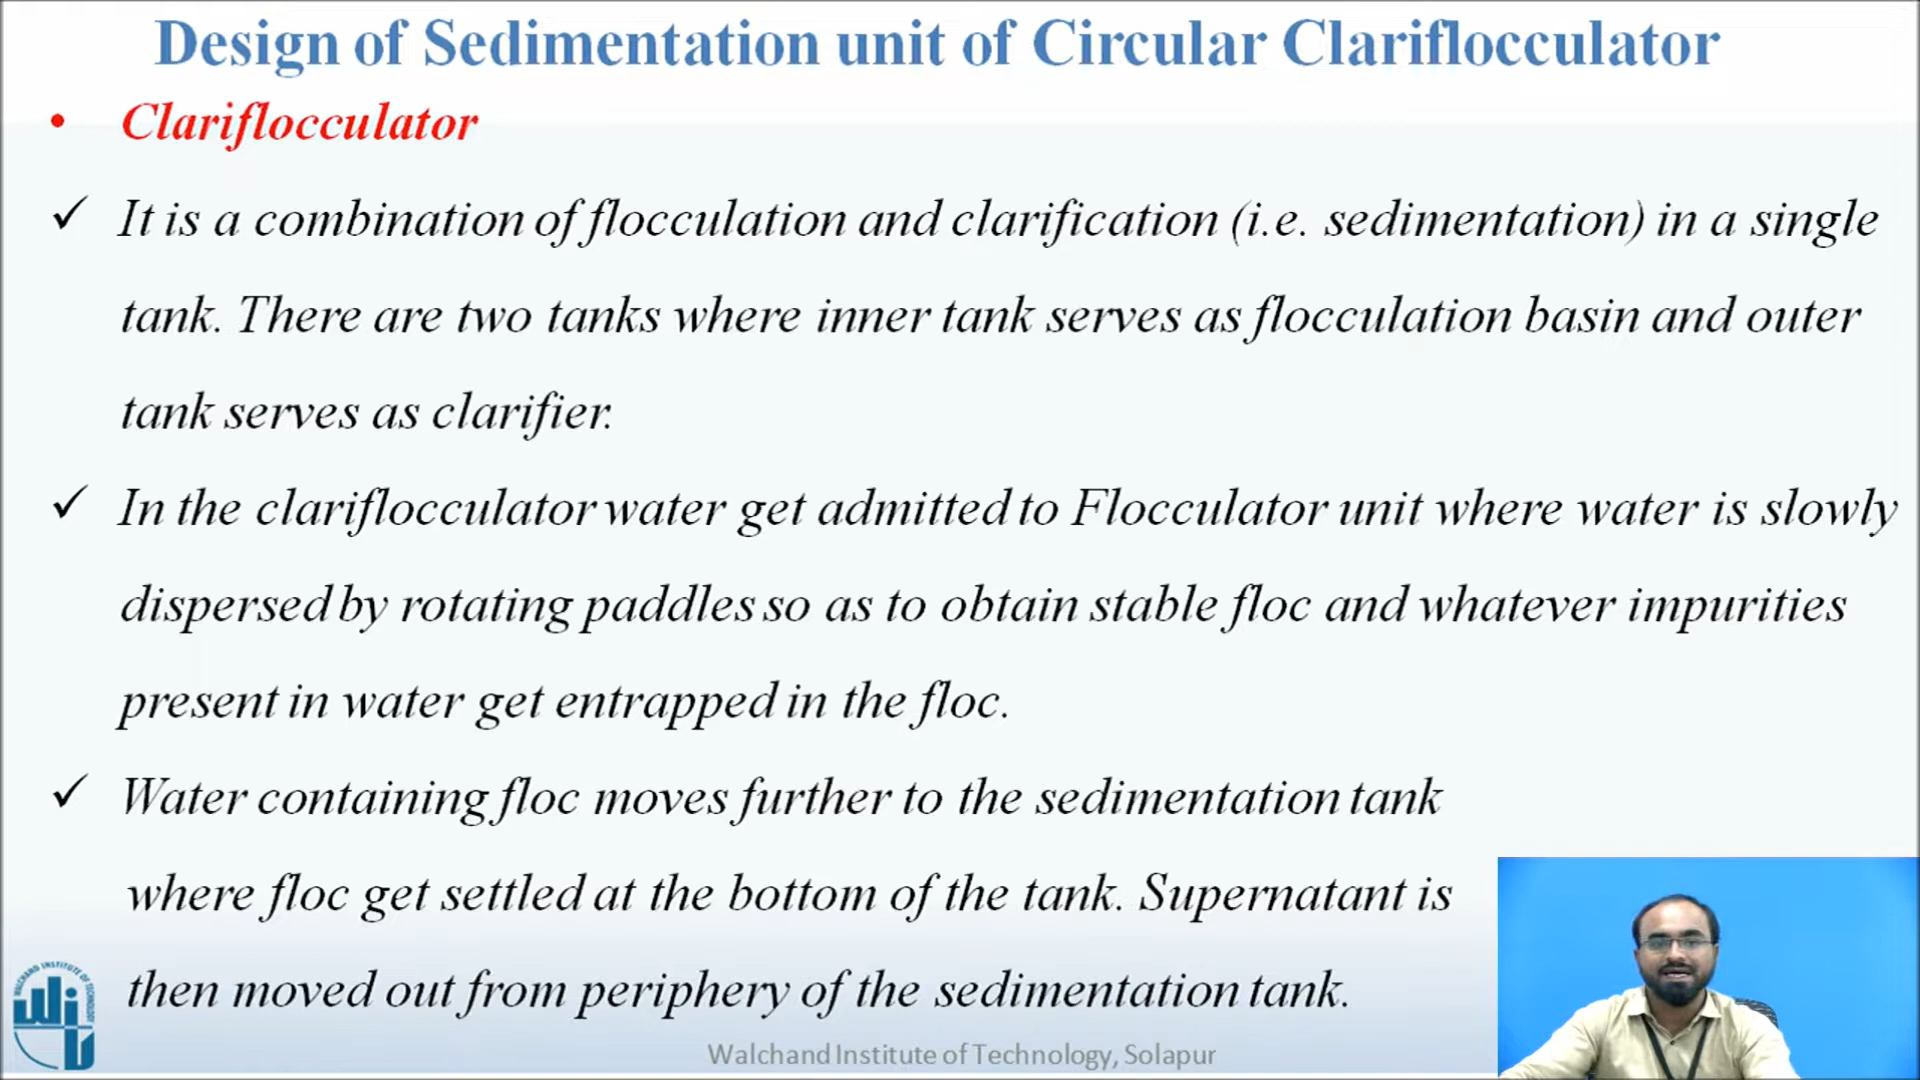 Design of Sedimentation unit of Circular Clariflocculator
• Clariflocculator
✓ It is a combination of flocculation and clarification (i.e. sedimentation) in a single
tank. There are two tanks where inner tank serves as flocculation basin and outer
tank serves as clarifier.
✓ In the clariflocculator water get admitted to Flocculator unit where water is slowly
dispersed by rotating paddles so as to obtain stable floc and whatever impurities
present in water get entrapped in the floc.
✓ Water containing floc moves further to the sedimentation tank
where floc get settled at the bottom of the tank. Supernatant is
then moved out from periphery of the sedimentation tank.
WALCHAND INSTITUTE OF TECHNOLOGY
Walchand Institute of Technology, Solapur